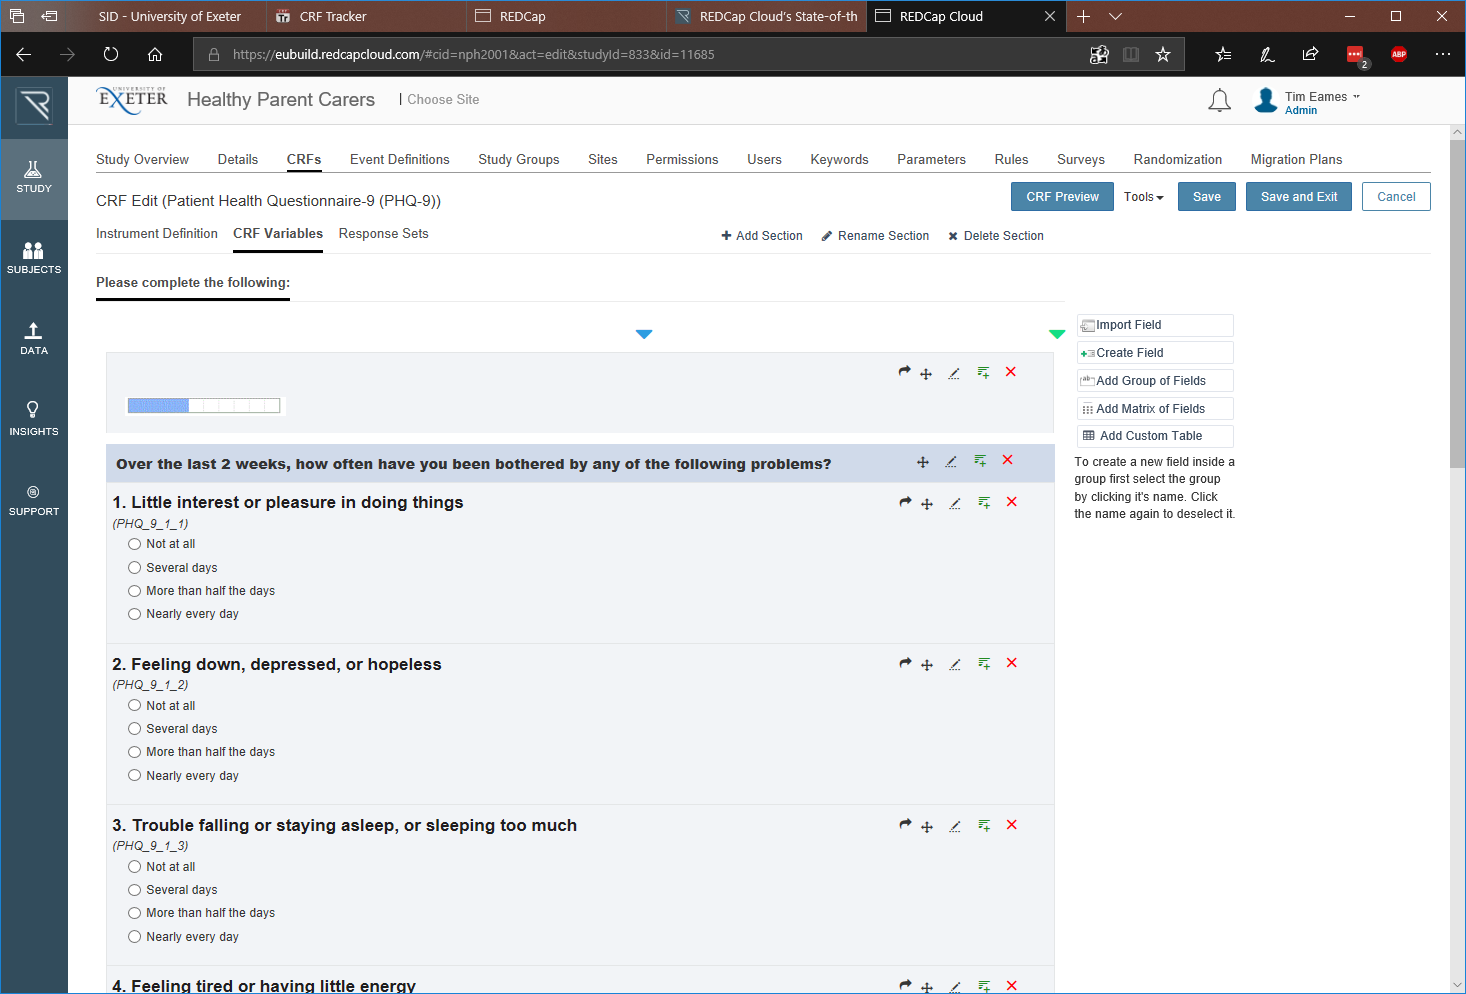 SID - University of Exeter
CRF Tracker
REDCap
REDCap Cloud's State-of-th
REDCap Cloud
https://eubuild.redcapcloud.com/#cid=nph2001&act=edit&studyId=833&id=11685
2
ABP
UNIVERSITY OF
EXETER
Healthy Parent Carers
| Choose Site
Tim Eames
Admin
STUDY
SUBJECTS
DATA
INSIGHTS
SUPPORT
Study Overview Details CRFs Event Definitions Study Groups Sites Permissions Users Keywords Parameters Rules Surveys Randomization Migration Plans
CRF Edit (Patient Health Questionnaire-9 (PHQ-9))
CRF Preview Tools Save Save and Exit Cancel
Instrument Definition CRF Variables Response Sets
Add Section Rename Section Delete Section
Please complete the following:
Import Field
Create Field
Add Group of Fields
Add Matrix of Fields
Add Custom Table
To create a new field inside a
group first select the group
by clicking it's name. Click
the name again to deselect it.
Over the last 2 weeks, how often have you been bothered by any of the following problems?
1. Little interest or pleasure in doing things
(PHQ_9_1_1)
Not at all
Several days
More than half the days
Nearly every day
2. Feeling down, depressed, or hopeless
(PHQ_9_1_2)
Not at all
Several days
More than half the days
Nearly every day
3. Trouble falling or staying asleep, or sleeping too much
(PHQ_9_1_3)
Not at all
Several days
More than half the days
Nearly every day
4. Feeling tired or having little energy